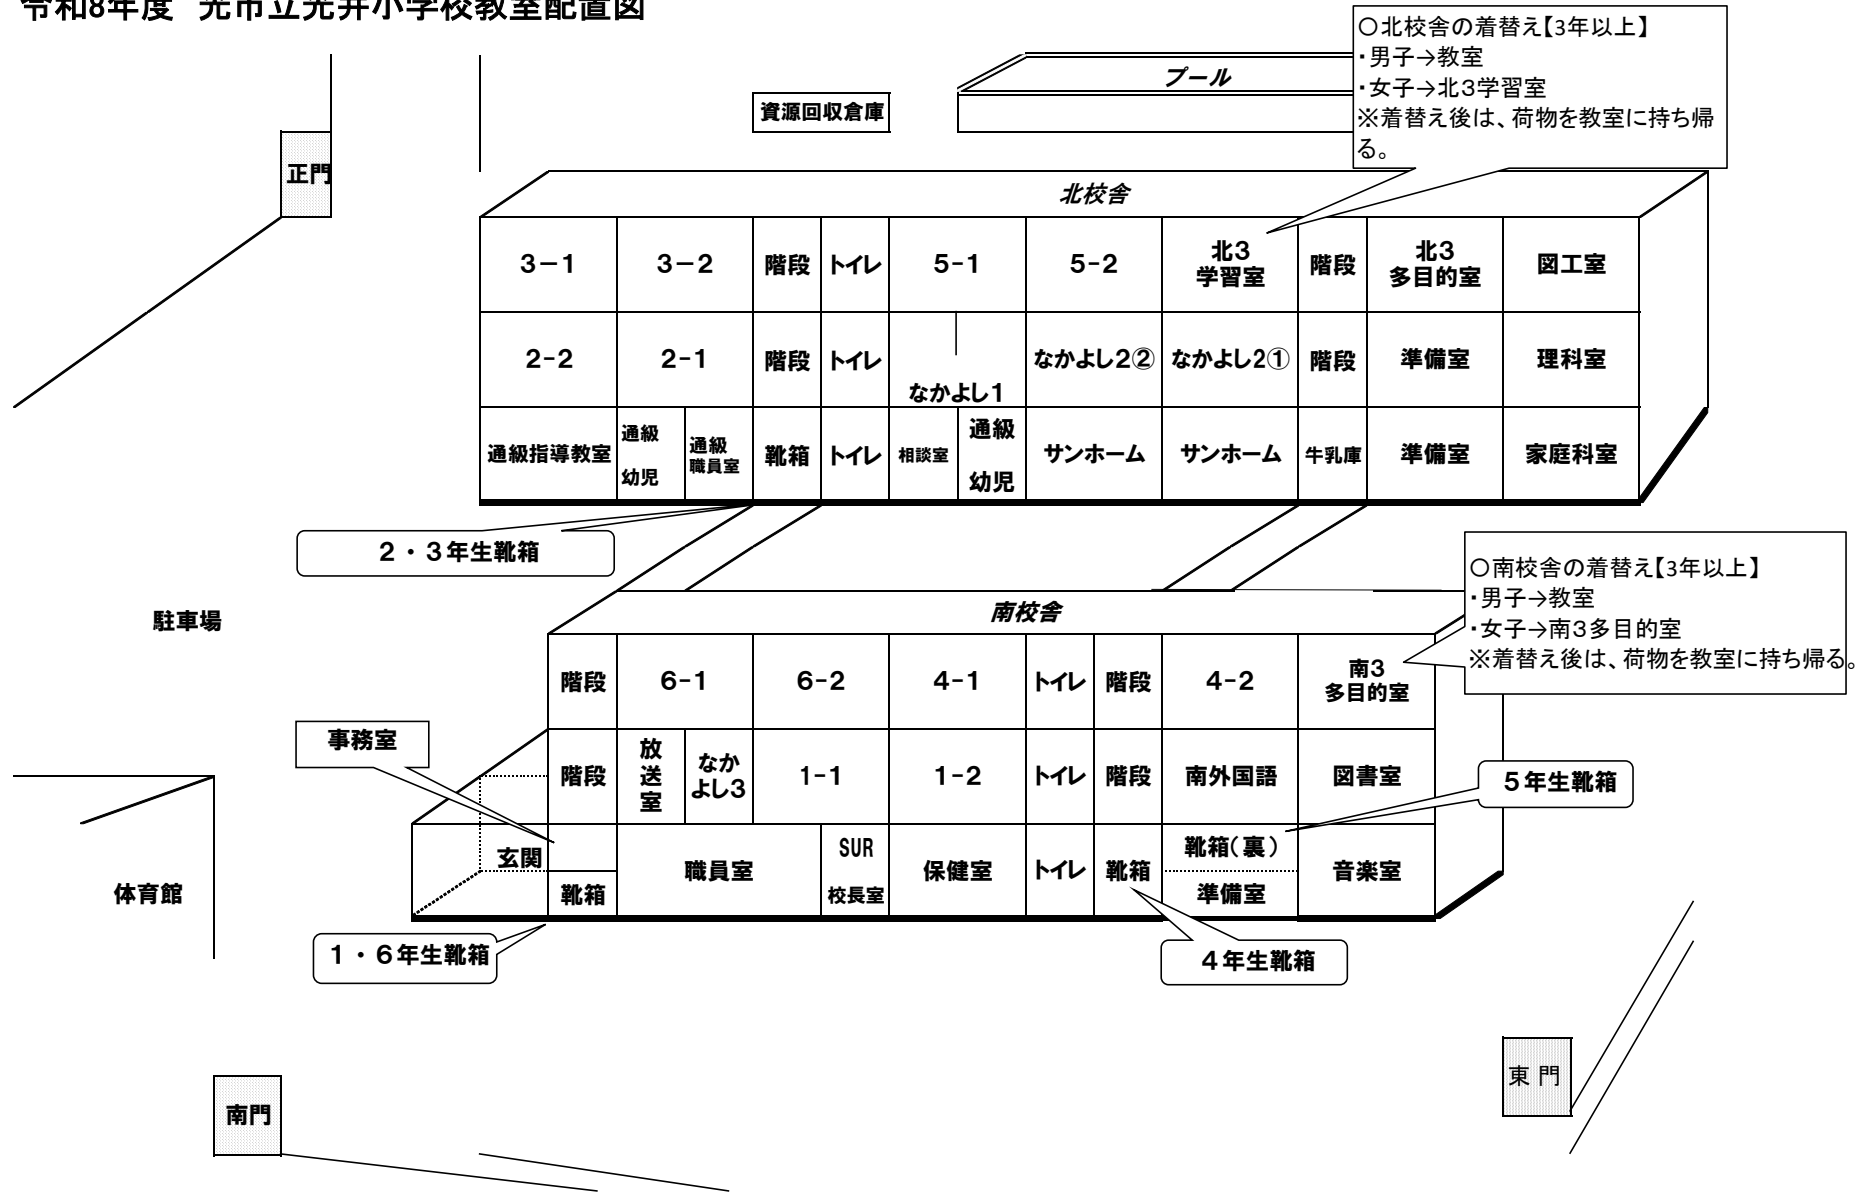 令和8年度　光市立光井小学校教室配置図
○北校舎の着替え【3年以上】
・男子→教室
・女子→北3学習室
※着替え後は、荷物を教室に持ち帰
る。
プール
資源回収倉庫
正門
北校舎
3－1
3－2
階段
トイレ
5-1
5-2
北3
学習室
階段
北3
多目的室
図工室
2-2
2-1
階段
トイレ
なかよし1
なかよし2②
なかよし2①
階段
準備室
理科室
通級指導教室
通級
幼児
通級
職員室
靴箱
トイレ
相談室
通級
幼児
サンホーム
サンホーム
牛乳庫
準備室
家庭科室
２・３年生靴箱
○南校舎の着替え【3年以上】
・男子→教室
・女子→南3多目的室
※着替え後は、荷物を教室に持ち帰る。
駐車場
南校舎
階段
6-1
6-2
4-1
トイレ
階段
4-2
南3
多目的室
事務室
階段
放
送
室
なか
よし3
1-1
1-2
トイレ
階段
南外国語
図書室
５年生靴箱
玄関
靴箱
職員室
SUR
校長室
保健室
トイレ
靴箱
靴箱（裏）
準備室
音楽室
体育館
１・６年生靴箱
４年生靴箱
東門
南門